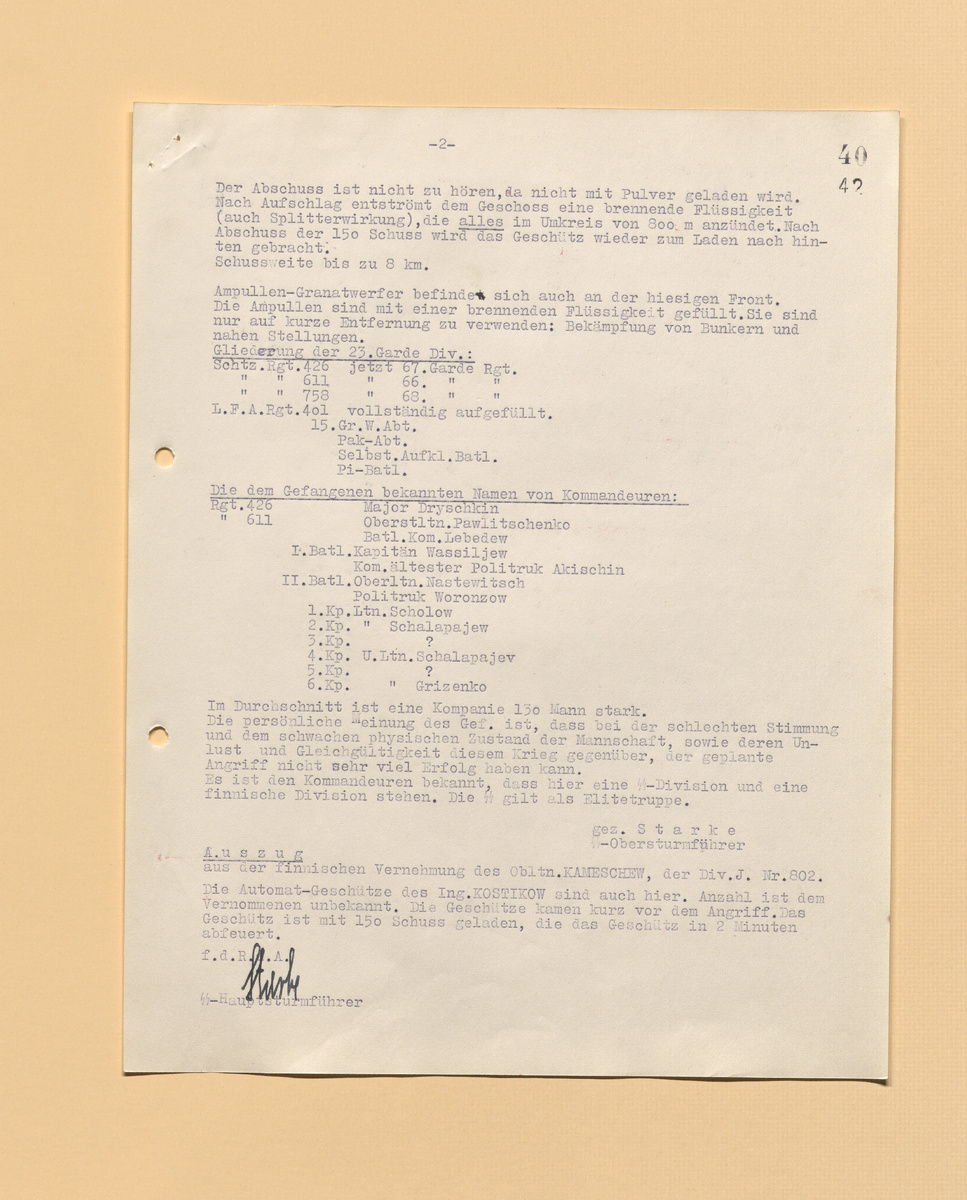 -2-
40
42
Der Abschuss ist nicht zu hören,da nicht mit Pulver geladen wird.
Nach Aufschlag entströmt dem Geschoss eine brennende Flüssigkeit
(auch Splitterwirkung),die alles im Umkreis von 800. m anzündet.Nach
Abschuss der 150 Schuss wird das Geschütz wieder zum Laden nach hin-
ten gebracht.
Schussweite bis zu 8 km.
Ampullen-Granatwerfer befindet sich auch an der hiesigen Front.
Die Ampullen sind mit einer brennenden Flüssigkeit gefüllt.Sie sind
nur auf kurze Entfernung zu verwenden: Bekämpfung von Bunkern und
nahen Stellungen.
Gliederung der 23.Garde Div.:
Schtz.Rgt.426 jetzt 67.Garde Rgt.
" " 611 " 66. " "
" " 758 " 68. " "
L.F.A.Rgt.401 vollständig aufgefüllt.
15.Gr.W.Abt.
Pak-Abt.
Selbst.Aufkl.Batl.
Pi-Batl.
Die dem Gefangenen bekannten Namen von Kommandeuren:
Rgt.426 Major Dryschkin
" 611 Oberstltn.Pawlitschenko
Batl.Kom.Lebedew
I.Batl.Kapitän Wassiljew
Kom.ältester Politruk Akischin
II.Batl.Oberltn.Nastewitsch
Politruk Woronzow
1.Kp.Ltn.Scholow
2.Kp. " Schalapajew
3.Kp. ?
4.Kp. U.Ltn.Schalapajev
5.Kp. ?
6.Kp. " Grizenko
Im Durchschnitt ist eine Kompanie 130 Mann stark.
Die persönliche Meinung des Gef. ist, dass bei der schlechten Stimmung
und dem schwachen physischen Zustand der Mannschaft, sowie deren Un-
lust und Gleichgültigkeit diesem Krieg gegenüber, der geplante
Angriff nicht sehr viel Erfolg haben kann.
Es ist den Kommandeuren bekannt, dass hier eine ᛋᛋ-Division und eine
finnische Division stehen. Die ᛋᛋ gilt als Elitetruppe.
gez. S t a r k e
ᛋᛋ-Obersturmführer
A.u s z u g
aus der finnischen Vernehmung des Obltn.KAMESCHEW, der Div.J. Nr.802.
Die Automat-Geschütze des Ing.KOSTIKOW sind auch hier. Anzahl ist dem
Vernommenen unbekannt. Die Geschütze kamen kurz vor dem Angriff.Das
Geschütz ist mit 150 Schuss geladen, die das Geschütz in 2 Minuten
abfeuert.
f.d.R. .A.
ᛋᛋ-Hauptsturmführer